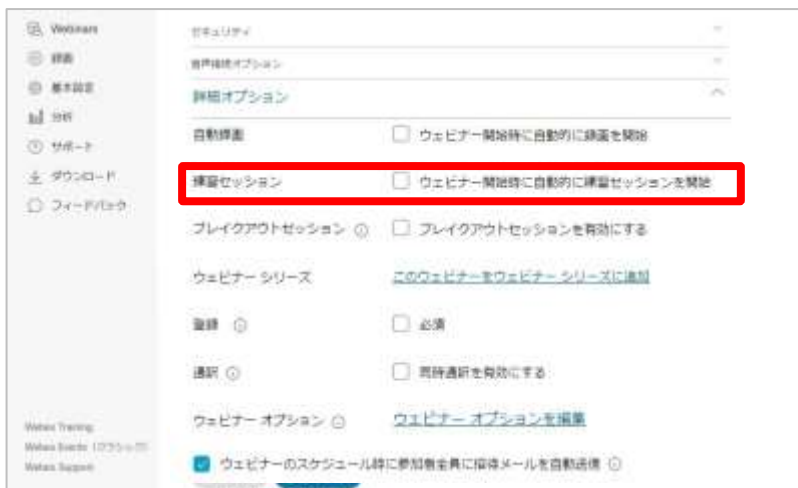 Webinars
録画
基本設定
分析
サポート
ダウンロード
フィードバック
Webex Training
Webex Events (クラシック)
Webex Support
セキュリティ
音声接続オプション
詳細オプション
自動録画 ウェビナー開始時に自動的に録画を開始
練習セッション ウェビナー開始時に自動的に練習セッションを開始
ブレイクアウトセッション ブレイクアウトセッションを有効にする
ウェビナー シリーズ このウェビナーをウェビナー シリーズに追加
登録 必須
通訳 同時通訳を有効にする
ウェビナー オプション ウェビナー オプションを編集
ウェビナーのスケジュール時に参加者全員に招待メールを自動送信